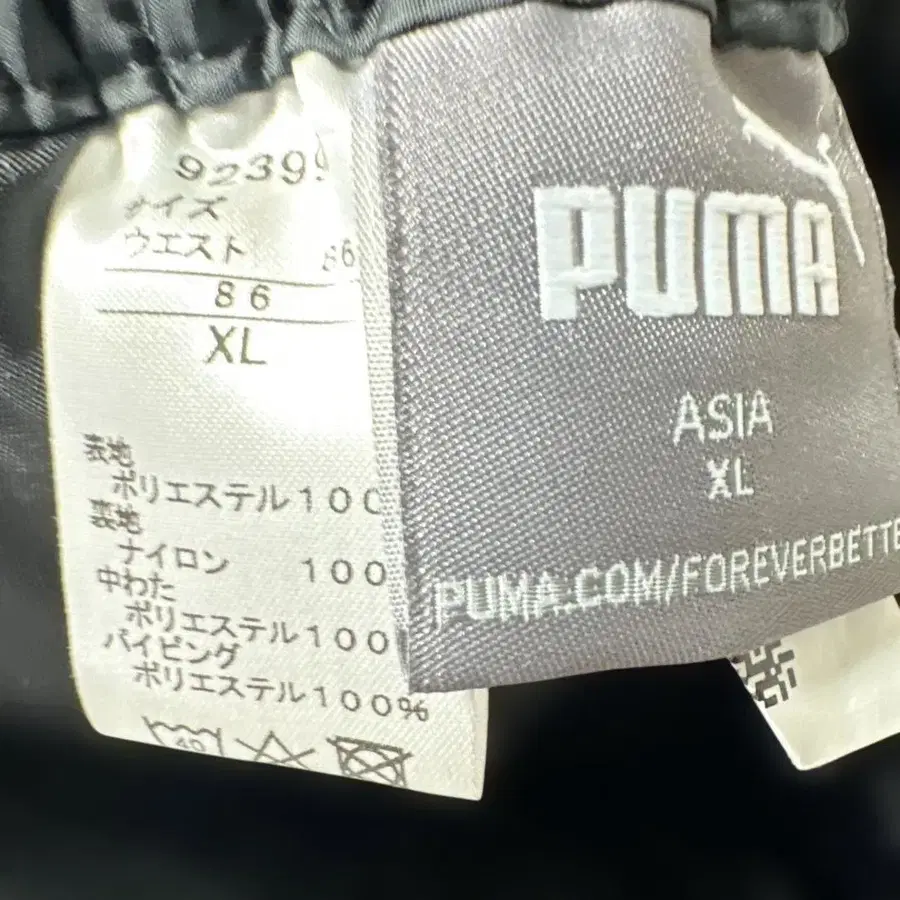 サイズ
ウエスト 86
86
XL
表地
ポリエステル100
裏地
ナイロン 100
中わた
ポリエステル100
パイピング
ポリエステル100%
40
PUMA
ASIA
XL
PUMA.COM/FOREVERBETTE